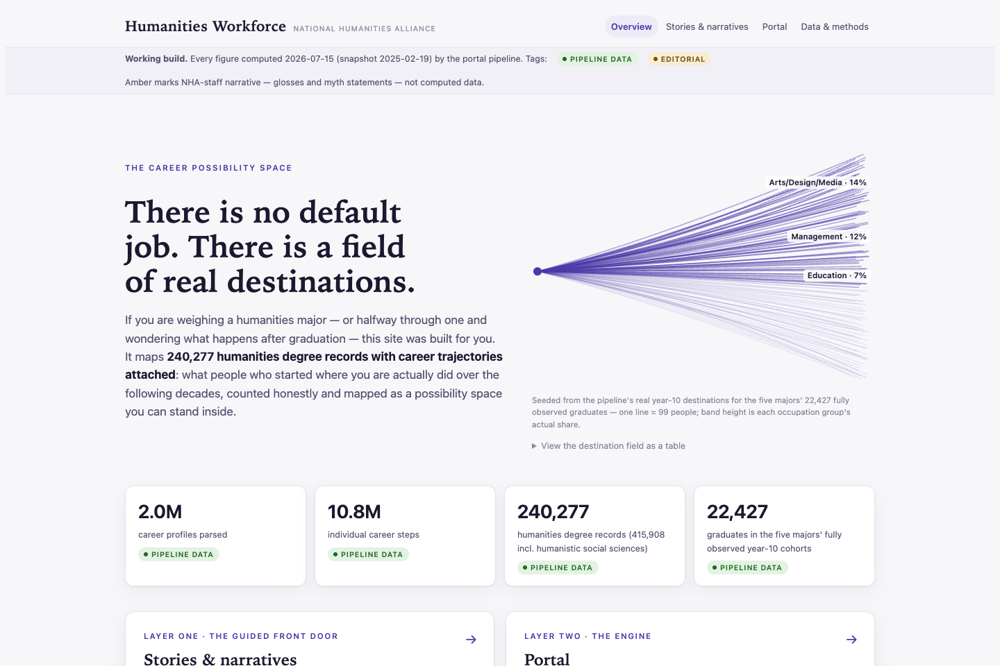 Humanities Workforce NATIONAL HUMANITIES ALLIANCE
Overview Stories & narratives Portal Data & methods
Working build. Every figure computed 2026-07-15 (snapshot 2025-02-19) by the portal pipeline. Tags: PIPELINE DATA EDITORIAL
Amber marks NHA-staff narrative — glosses and myth statements — not computed data.
THE CAREER POSSIBILITY SPACE
There is no default
job. There is a field
of real destinations.
If you are weighing a humanities major — or halfway through one and
wondering what happens after graduation — this site was built for you.
It maps 240,277 humanities degree records with career trajectories
attached: what people who started where you are actually did over the
following decades, counted honestly and mapped as a possibility space
you can stand inside.
Arts/Design/Media · 14%
Management · 12%
Education · 7%
Seeded from the pipeline's real year-10 destinations for the five majors' 22,427 fully
observed graduates — one line ≈ 99 people; band height is each occupation group's
actual share.
View the destination field as a table
2.0M
career profiles parsed
PIPELINE DATA
10.8M
individual career steps
PIPELINE DATA
240,277
humanities degree records (415,908
incl. humanistic social sciences)
PIPELINE DATA
22,427
graduates in the five majors' fully
observed year-10 cohorts
PIPELINE DATA
LAYER ONE · THE GUIDED FRONT DOOR
Stories & narratives
LAYER TWO · THE ENGINE
Portal